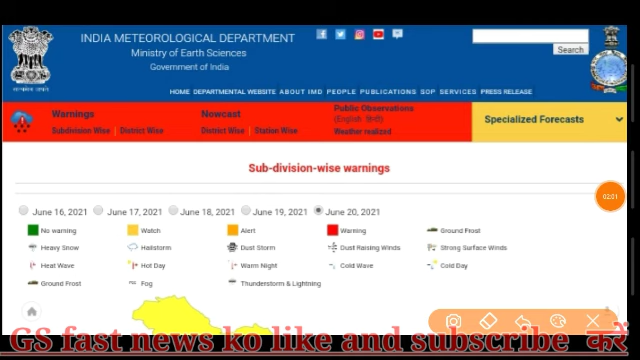 INDIA METEOROLOGICAL DEPARTMENT
Ministry of Earth Sciences
Government of India
सत्यमेव जयते
Search
HOME DEPARTMENTAL WEBSITE ABOUT IMD PEOPLE PUBLICATIONS SOP SERVICES PRESS RELEASE
Warnings
Subdivision Wise | District Wise
Nowcast
District Wise | Station Wise
Public Observations
(English हिन्दी)
Weather realized
Specialized Forecasts
Sub-division-wise warnings
02:01
June 16, 2021 June 17, 2021 June 18, 2021 June 19, 2021 June 20, 2021
No warning Watch Alert Warning Ground Frost
Heavy Snow Hailstorm Dust Storm Dust Raising Winds Strong Surface Winds
Heat Wave Hot Day Warm Night Cold Wave Cold Day
Ground Frost Fog Thunderstorm & Lightning
GS fast news ko like and subscribe करें